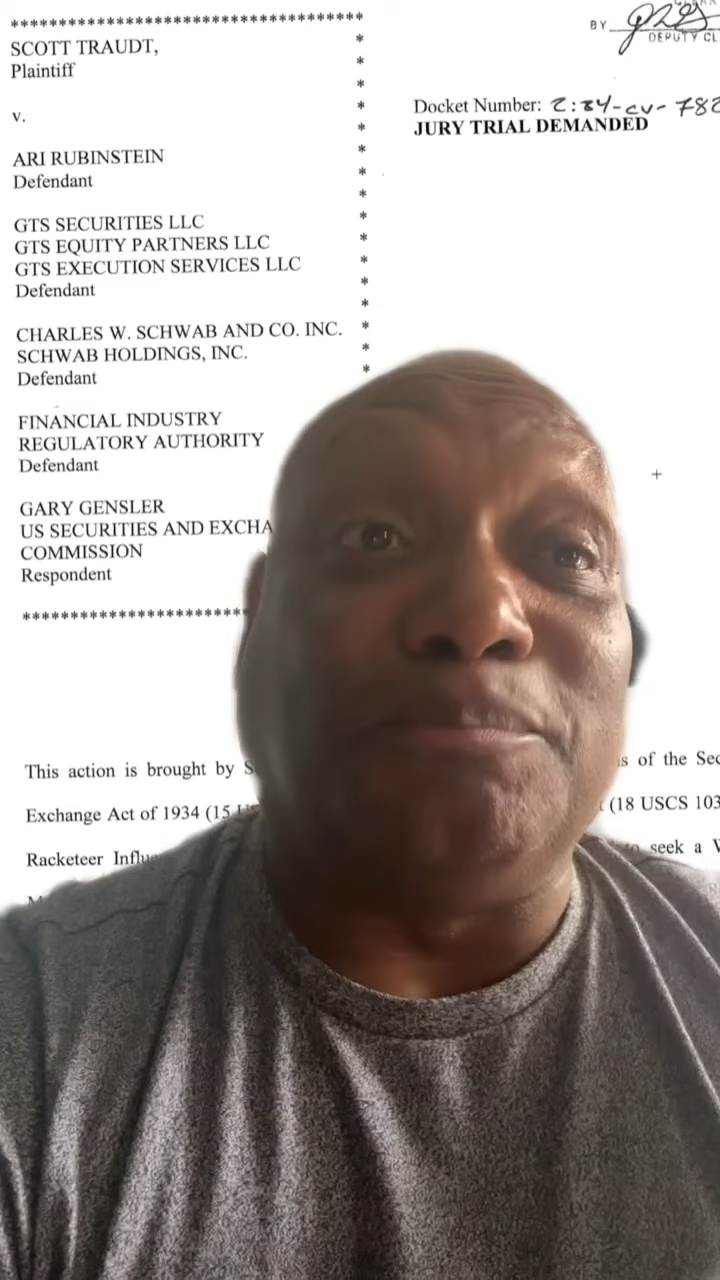 ********************************
SCOTT TRAUDT,
Plaintiff
v.
ARI RUBINSTEIN
Defendant
GTS SECURITIES LLC
GTS EQUITY PARTNERS LLC
GTS EXECUTION SERVICES LLC
Defendant
CHARLES W. SCHWAB AND CO. INC.
SCHWAB HOLDINGS, INC.
Defendant
FINANCIAL INDUSTRY
REGULATORY AUTHORITY
Defendant
GARY GENSLER
US SECURITIES AND EXCHA
COMMISSION
Respondent
BY
DEPUTY CL
Docket Number: 2:24-cv-782
JURY TRIAL DEMANDED
This action is brought by S s of the Sec
Exchange Act of 1934 (15 (18 USCS 103
Racketeer Influ to seek a